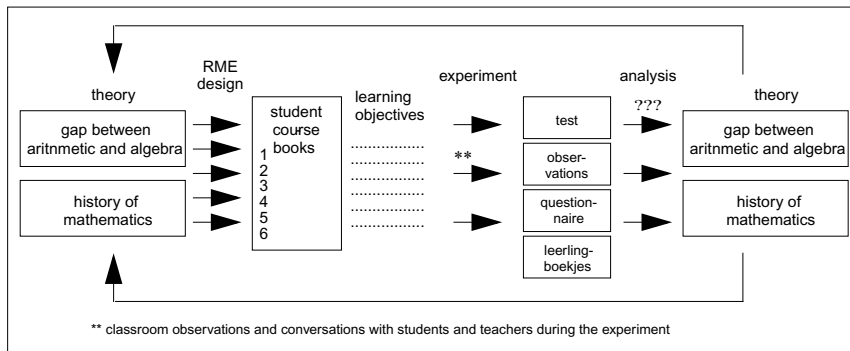 RME
design
experiment
analysis
theory
learning
objectives
???
theory
gap between
aritnmetic and algebra
history of
mathematics
student
course
books
1
2
3
4
5
6
.................
.................
.................
.................
.................
.................
**
test
obser-
vations
question-
naire
leerling-
boekjes
gap between
aritnmetic and algebra
history of
mathematics
** classroom observations and conversations with students and teachers during the experiment